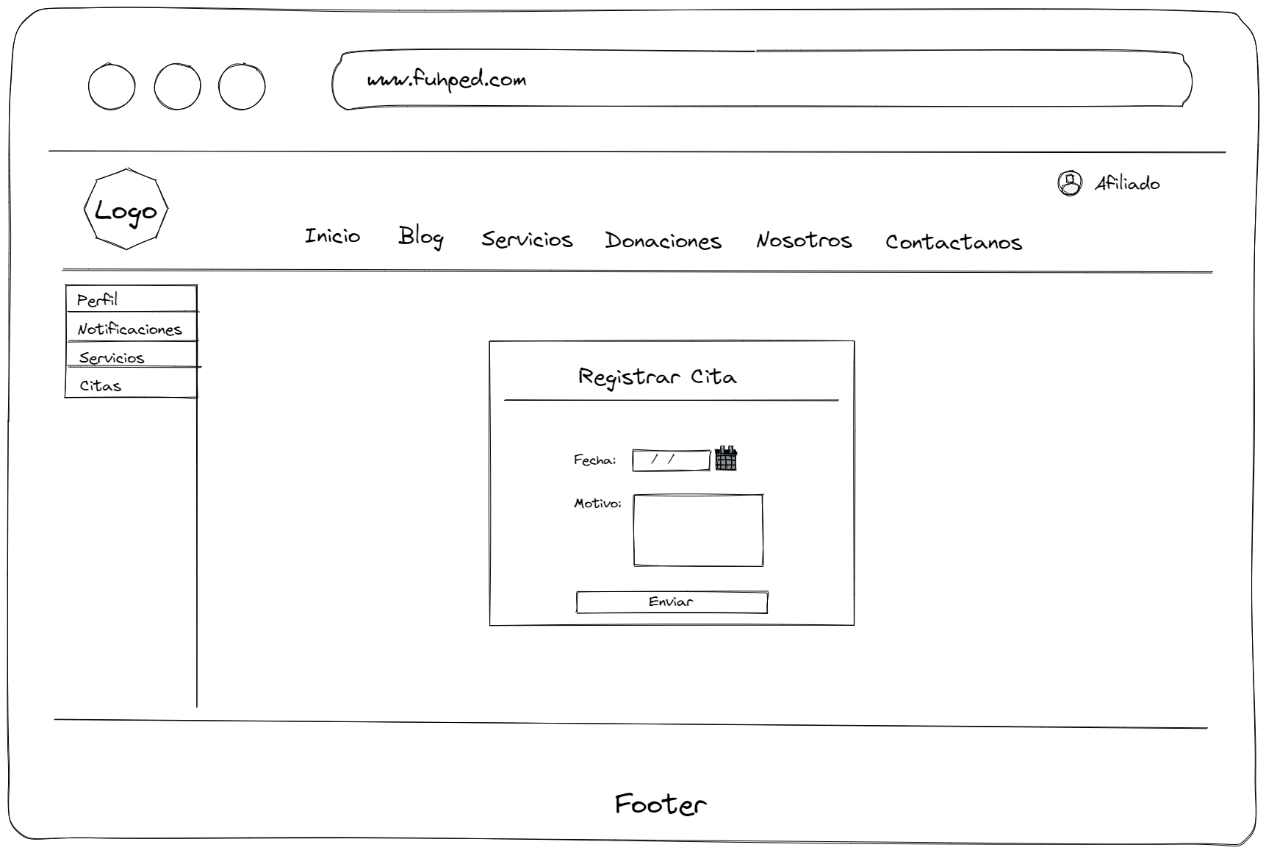 www.fuhped.com
Afiliado
Logo
Inicio Blog Servicios Donaciones Nosotros Contactanos
Perfil
Notificaciones
Servicios
Citas
Registrar Cita
Fecha: / /
Motivo:
Enviar
Footer